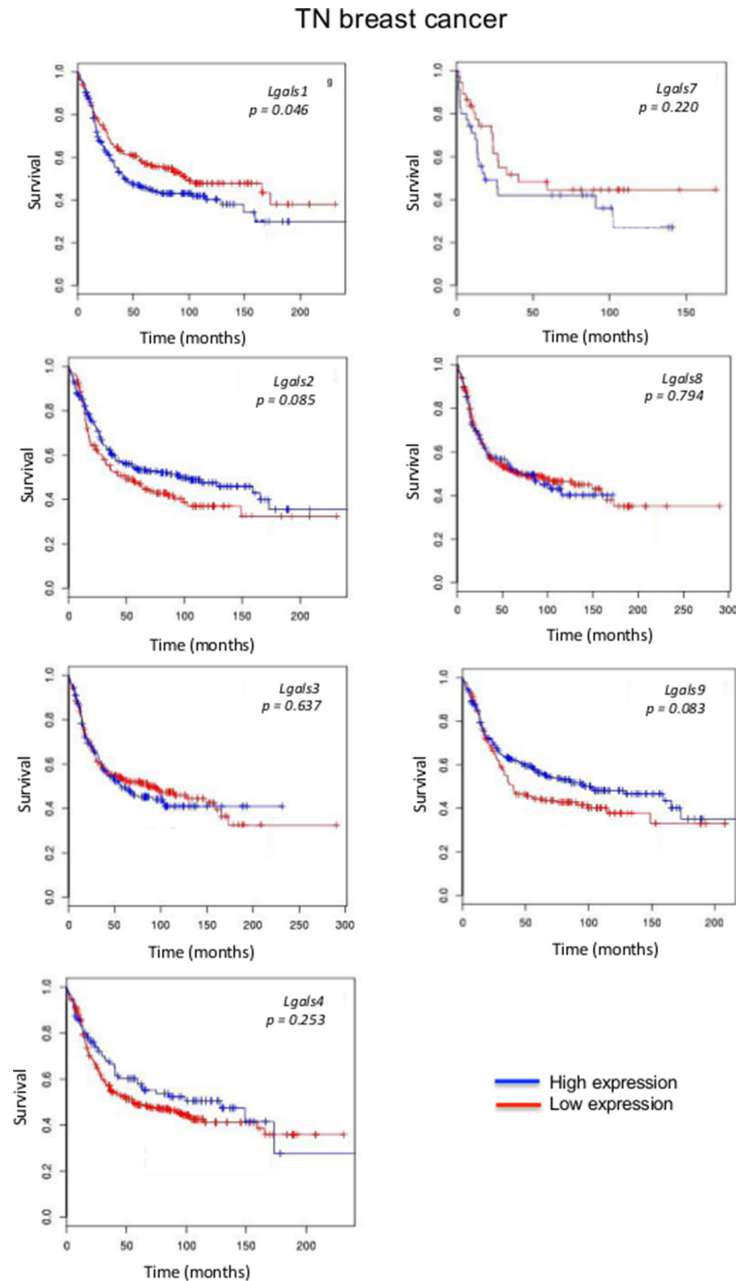 TN breast cancer
Lgals1
p = 0.046
g
Survival
1.0
0.8
0.6
0.4
0.2
0.0
0 50 100 150 200
Time (months)
Lgals7
p = 0.220
Survival
1.0
0.8
0.6
0.4
0.2
0.0
0 50 100 150
Time (months)
Lgals2
p = 0.085
Survival
1.0
0.8
0.6
0.4
0.2
0.0
0 50 100 150 200
Time (months)
Lgals8
p = 0.794
Survival
1.0
0.8
0.6
0.4
0.2
0.0
0 50 100 150 200 250 300
Time (months)
Lgals3
p = 0.637
Survival
1.0
0.8
0.6
0.4
0.2
0.0
0 50 100 150 200 250 300
Time (months)
Lgals9
p = 0.083
Survival
1.0
0.8
0.6
0.4
0.2
0.0
0 50 100 150 200
Time (months)
Lgals4
p = 0.253
Survival
1.0
0.8
0.6
0.4
0.2
0.0
0 50 100 150 200
Time (months)
High expression
Low expression